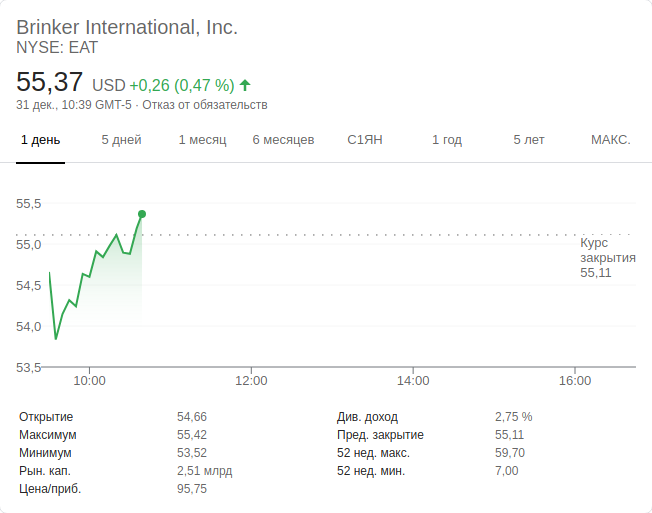 Brinker International, Inc.
NYSE: EAT
55,37 USD +0,26 (0,47 %)
31 дек., 10:39 GMT-5 · Отказ от обязательств
1 день 5 дней 1 месяц 6 месяцев С1ЯН 1 год 5 лет МАКС.
55,5
55,0
54,5
54,0
53,5
Курс
закрытия
55,11
10:00 12:00 14:00 16:00
Открытие 54,66 Див. доход 2,75 %
Максимум 55,42 Пред. закрытие 55,11
Минимум 53,52 52 нед. макс. 59,70
Рын. кап. 2,51 млрд 52 нед. мин. 7,00
Цена/приб. 95,75